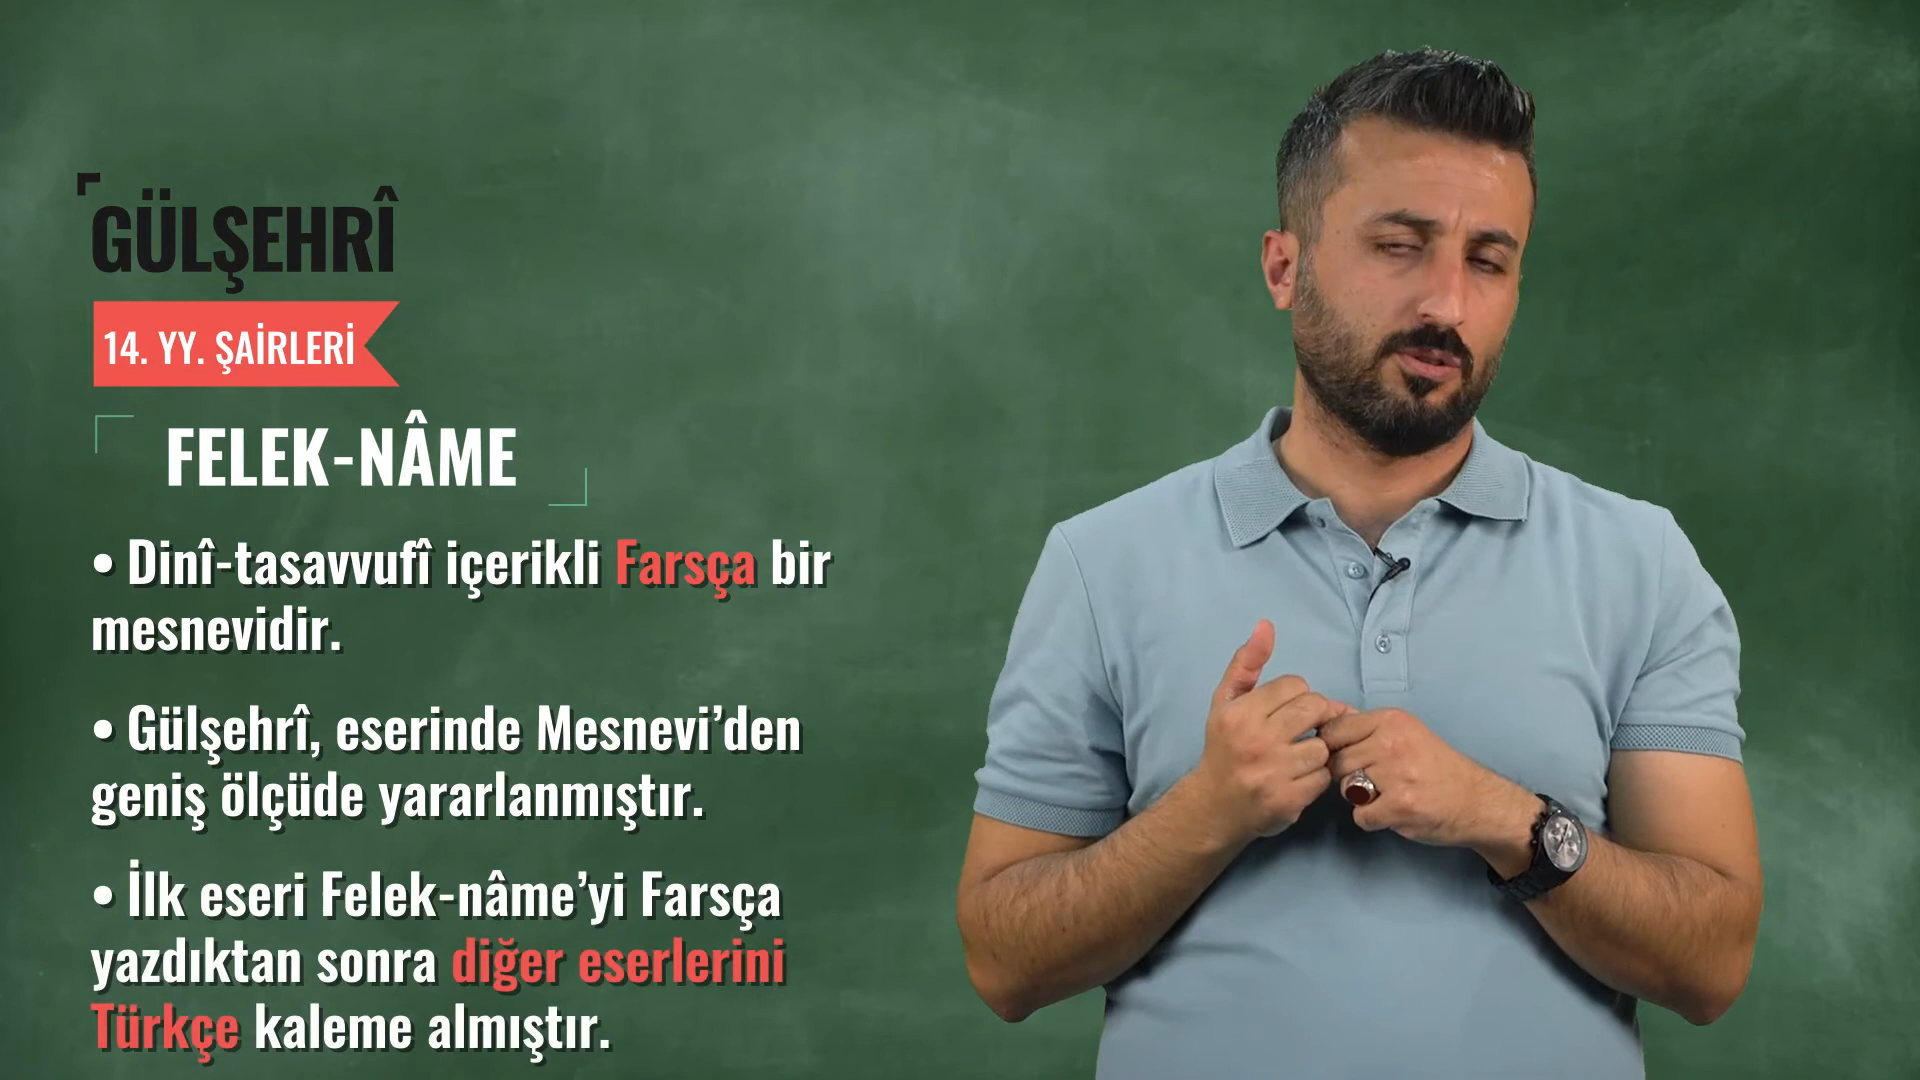 GÜLŞEHRÎ
14. YY. ŞAİRLERİ
FELEK-NÂME
• Dinî-tasavvufî içerikli Farsça bir
mesnevidir.
• Gülşehrî, eserinde Mesnevi’den
geniş ölçüde yararlanmıştır.
• İlk eseri Felek-nâme’yi Farsça
yazdıktan sonra diğer eserlerini
Türkçe kaleme almıştır.